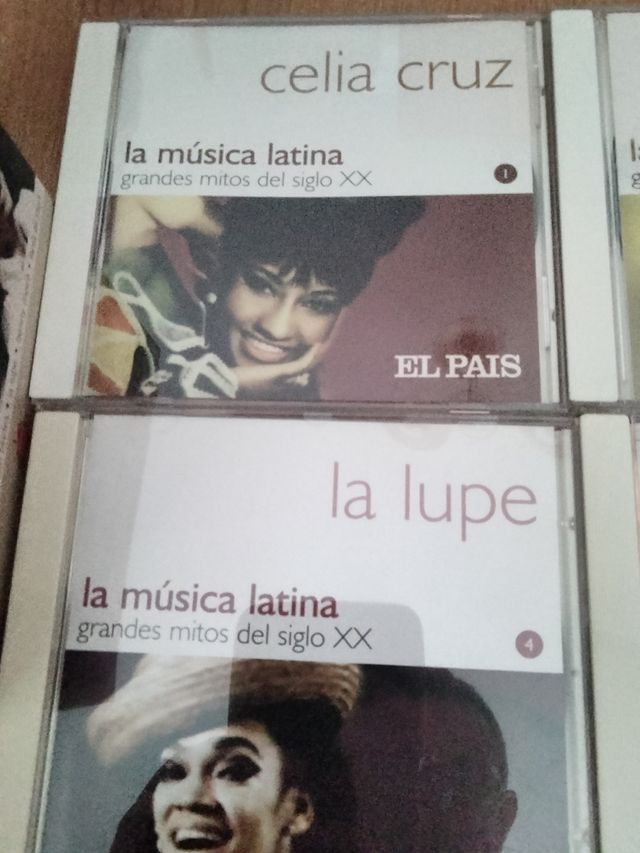 celia cruz
la música latina
grandes mitos del siglo XX
1
EL PAIS
la lupe
la música latina
grandes mitos del siglo XX
4